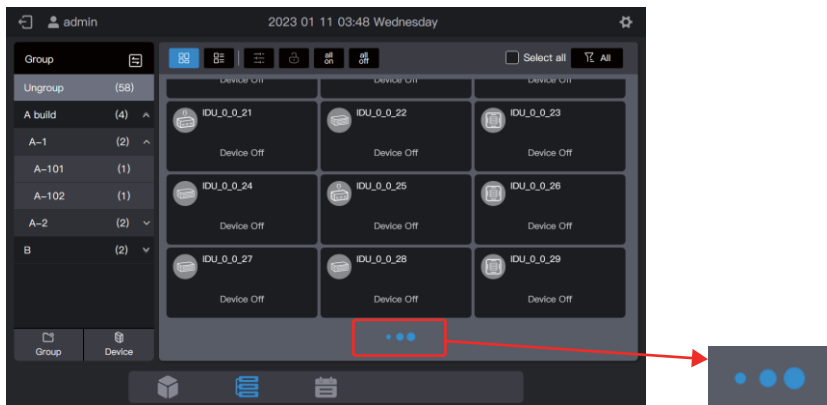 admin
2023 01 11 03:48 Wednesday
Group
all on
all off
Select all
All
Ungroup (58)
A build (4)
A-1 (2)
A-101 (1)
A-102 (1)
A-2 (2)
B (2)
Device Off
Device Off
Device Off
IDU_0_0_21
Device Off
IDU_0_0_22
Device Off
IDU_0_0_23
Device Off
IDU_0_0_24
Device Off
IDU_0_0_25
Device Off
IDU_0_0_26
Device Off
IDU_0_0_27
Device Off
IDU_0_0_28
Device Off
IDU_0_0_29
Device Off
Group
Device